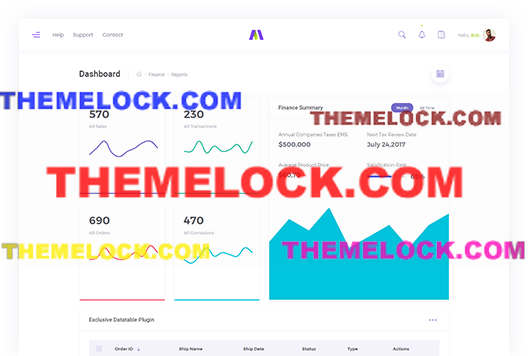 Help Support Contact
Hello, Bob
Dashboard
Finance - Reports
THEMELOCK.COM
570
All Sales
230
All Transactions
Finance Summary
Month
All Time
THEMELOCK.COM
Annual Companies Taxes EMS
$500,000
Next Tax Review Date
July 24,2017
Average Product Price
Satisfication Rate
THEMELOCK.COM
690
All Orders
470
All Comissions
THEMELOCK.COM
THEMELOCK.COM
Exclusive Datatable Plugin
Order ID Ship Name Ship Date Status Type Actions